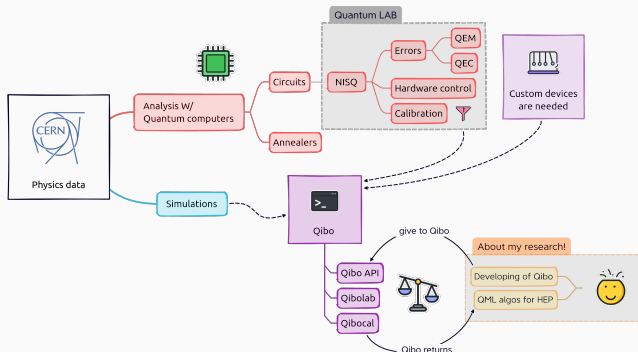 Quantum LAB
QEM
Errors
QEC
Circuits
NISQ
Hardware control
Calibration
Custom devices
are needed
Analysis W/
Quantum computers
Annealers
CERN
Physics data
Simulations
>_
Qibo
give to Qibo
About my research!
Qibo API
Developing of Qibo
Qibolab
QML algos for HEP
Qibocal
Qibo returns